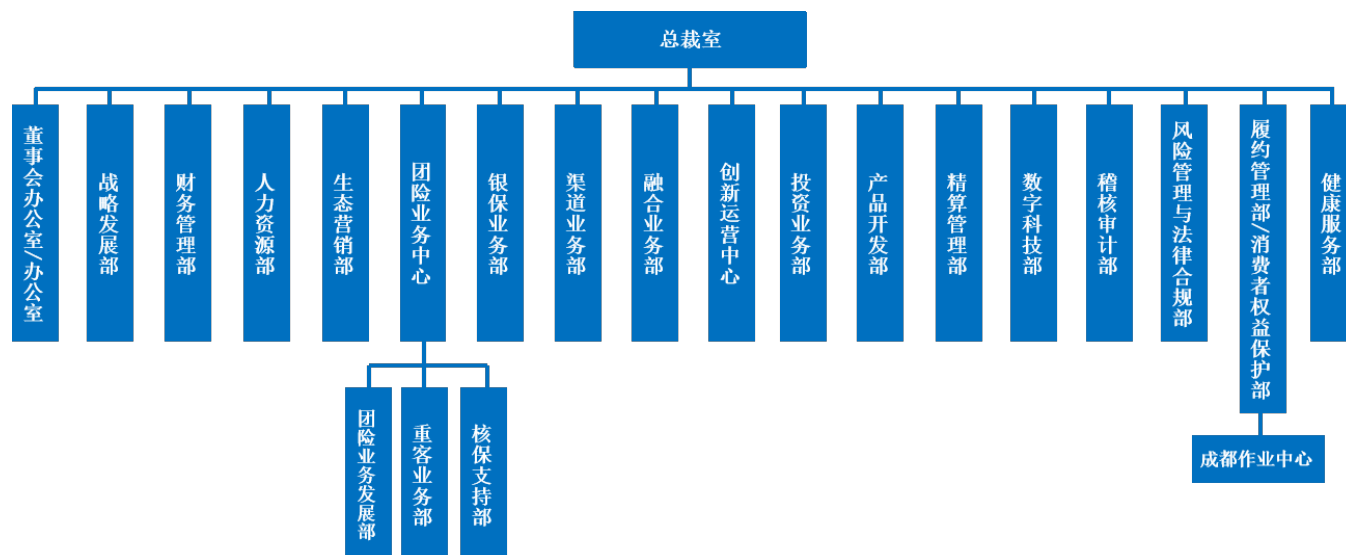 总裁室
董事会办公室/办公室
战略发展部
财务管理部
人力资源部
生态营销部
团险业务中心
银保业务部
渠道业务部
融合业务部
创新运营中心
投资业务部
产品开发部
精算管理部
数字科技部
稽核审计部
风险管理与法律合规部
履约管理部/消费者权益保护部
健康服务部
团险业务发展部
重客业务部
核保支持部
成都作业中心